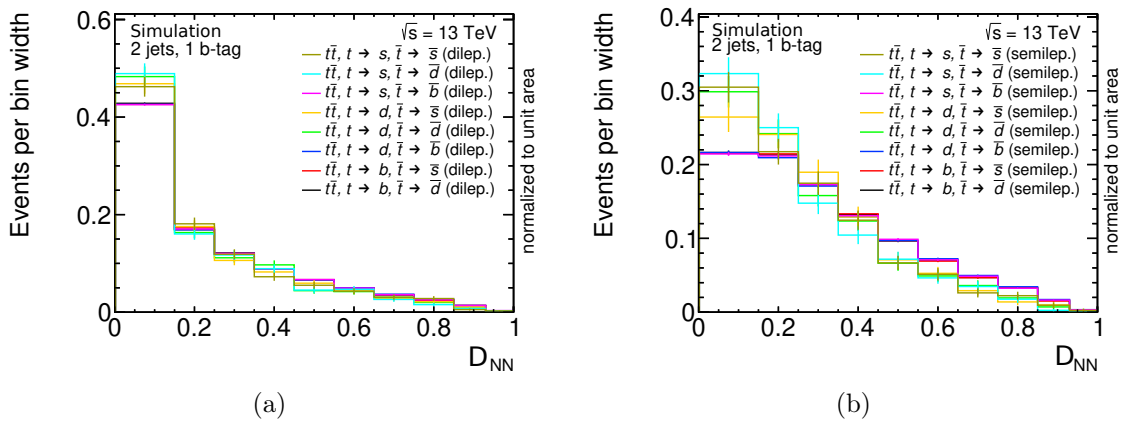 Events per bin width
0.6
0.4
0.2
0
Simulation
2 jets, 1 b-tag
√s = 13 TeV
tt̄, t → s, t̄ → s̄ (dilep.)
tt̄, t → s, t̄ → d̄ (dilep.)
tt̄, t → s, t̄ → b̄ (dilep.)
tt̄, t → d, t̄ → s̄ (dilep.)
tt̄, t → d, t̄ → d̄ (dilep.)
tt̄, t → d, t̄ → b̄ (dilep.)
tt̄, t → b, t̄ → s̄ (dilep.)
tt̄, t → b, t̄ → d̄ (dilep.)
normalized to unit area
0 0.2 0.4 0.6 0.8 1
D_NN
(a)
Events per bin width
0.4
0.3
0.2
0.1
0
Simulation
2 jets, 1 b-tag
√s = 13 TeV
tt̄, t → s, t̄ → s̄ (semilep.)
tt̄, t → s, t̄ → d̄ (semilep.)
tt̄, t → s, t̄ → b̄ (semilep.)
tt̄, t → d, t̄ → s̄ (semilep.)
tt̄, t → d, t̄ → d̄ (semilep.)
tt̄, t → d, t̄ → b̄ (semilep.)
tt̄, t → b, t̄ → s̄ (semilep.)
tt̄, t → b, t̄ → d̄ (semilep.)
normalized to unit area
0 0.2 0.4 0.6 0.8 1
D_NN
(b)